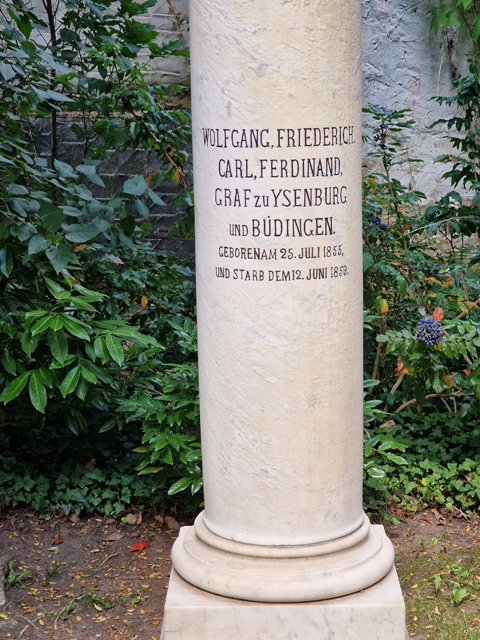 WOLFGANG, FRIEDERICH.
CARL, FERDINAND,
GRAF ZU YSENBURG
UND BÜDINGEN.
GEBOREN AM 25. JULI 1855,
UND STARB DEM 12. JUNI 1859.